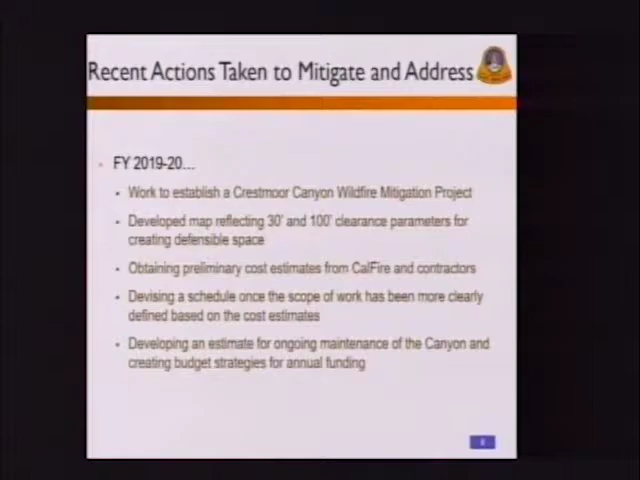 Recent Actions Taken to Mitigate and Address
FY 2019-20...
Work to establish a Crestmoor Canyon Wildfire Mitigation Project
Developed map reflecting 30' and 100' clearance parameters for
creating defensible space
Obtaining preliminary cost estimates from CalFire and contractors
Devising a schedule once the scope of work has been more clearly
defined based on the cost estimates
Developing an estimate for ongoing maintenance of the Canyon and
creating budget strategies for annual funding